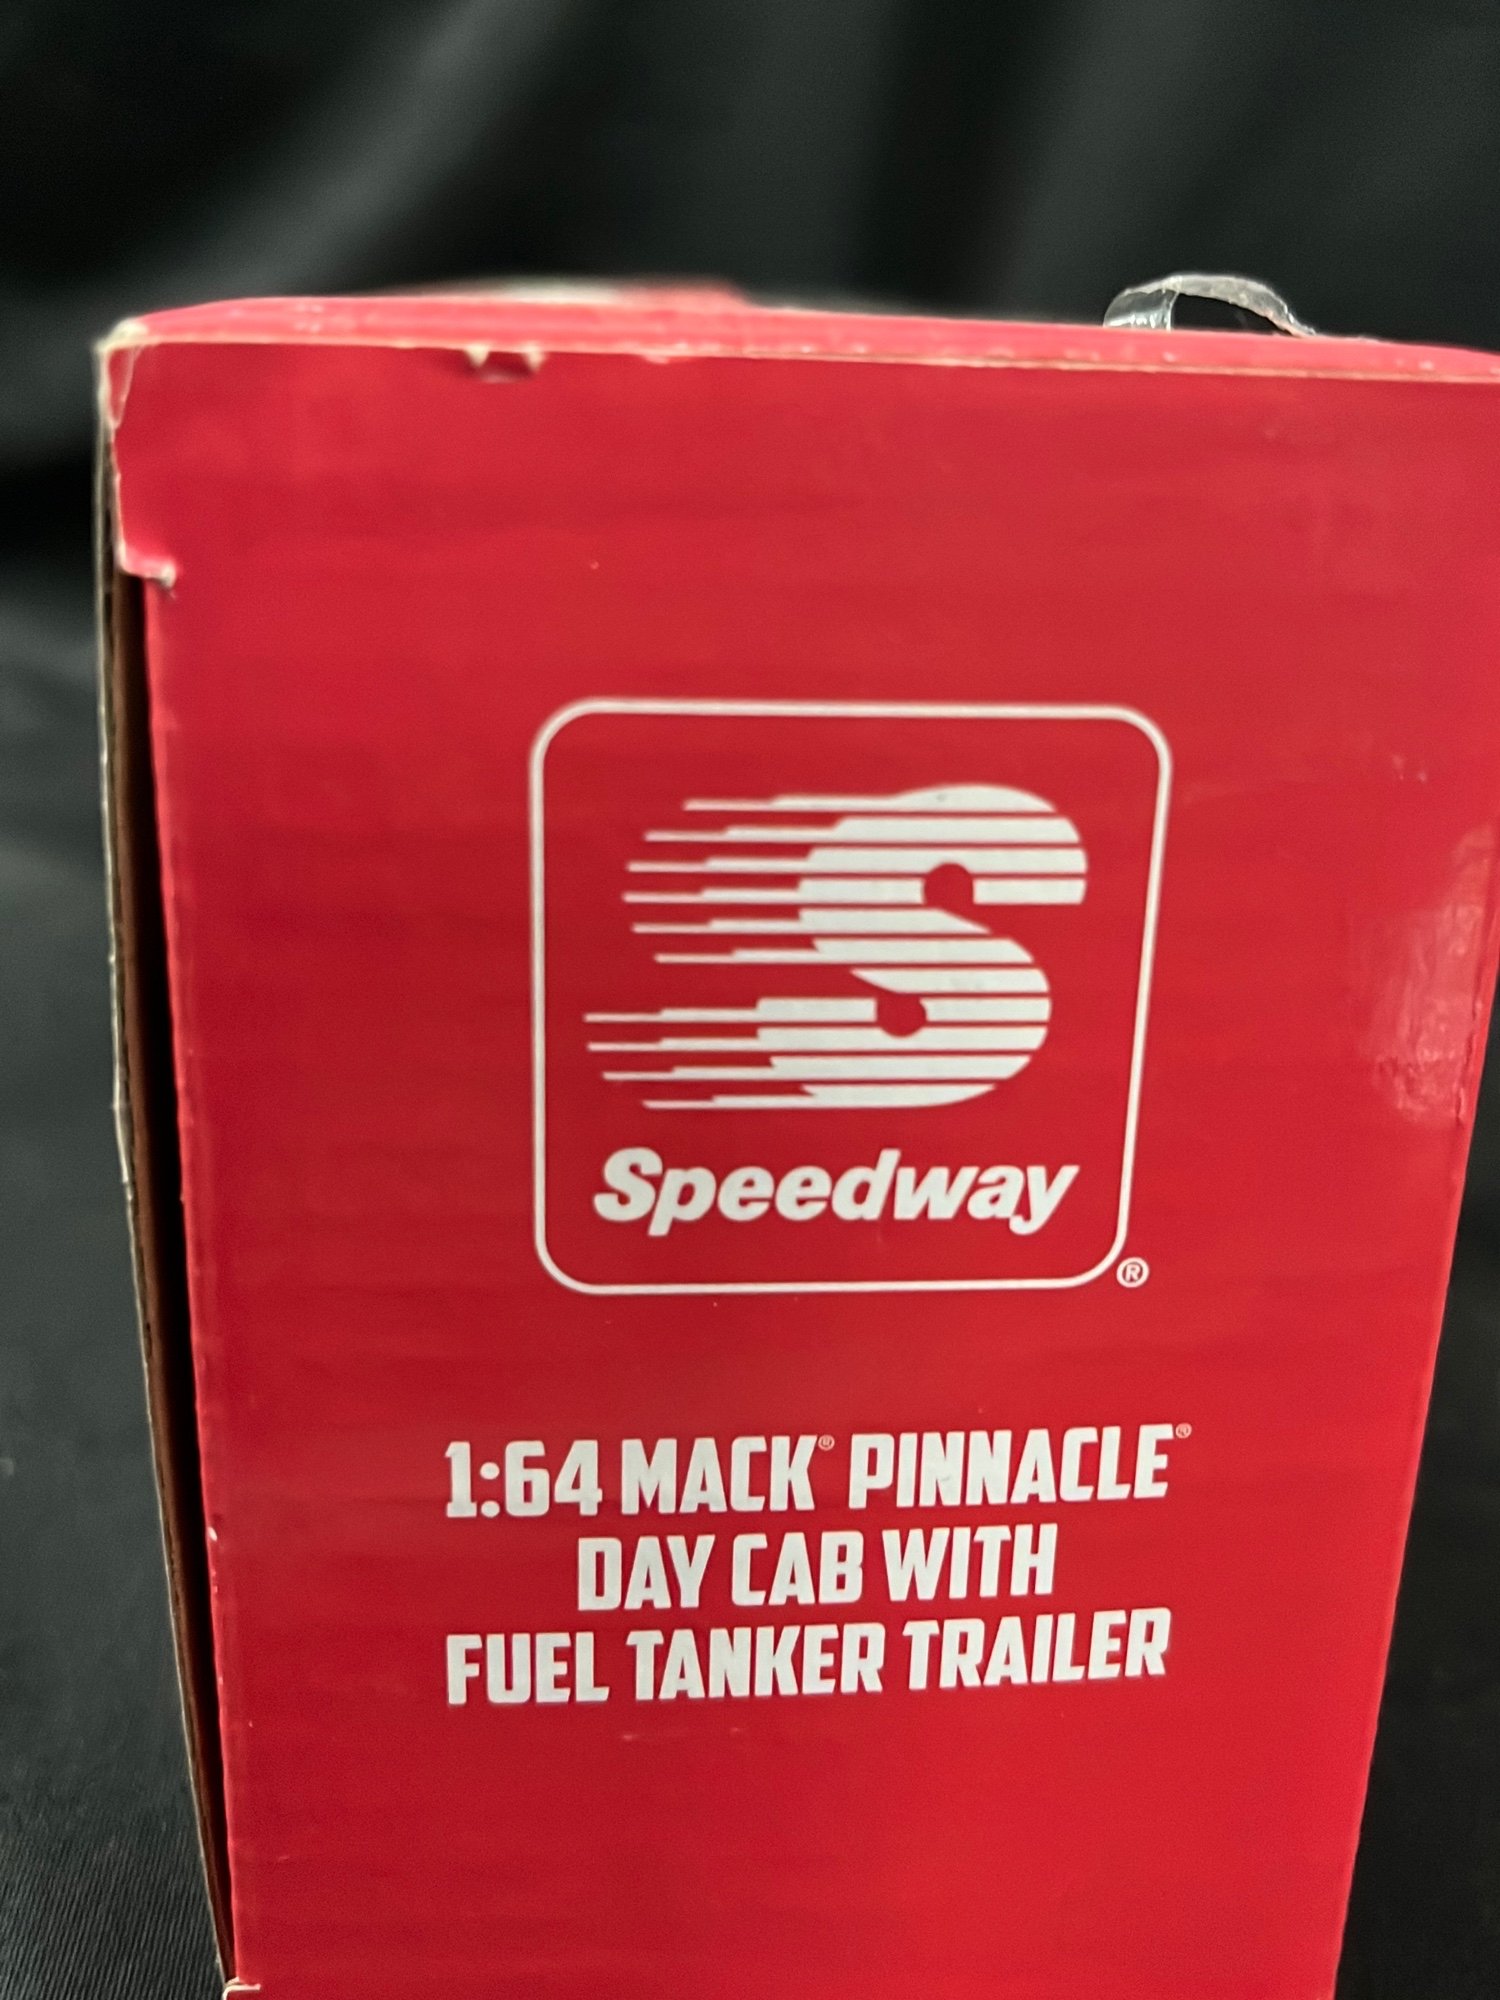 S
Speedway
®
1:64 MACK® PINNACLE®
DAY CAB WITH
FUEL TANKER TRAILER